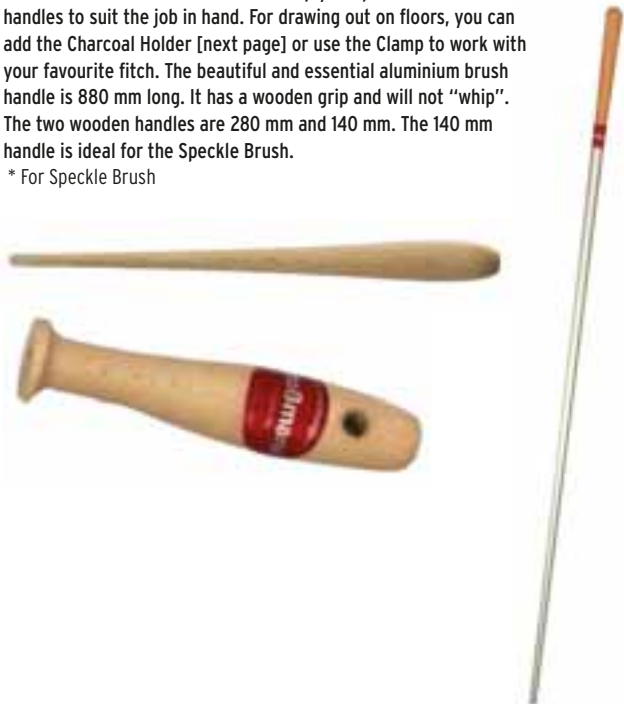 handles to suit the job in hand. For drawing out on floors, you can
add the Charcoal Holder [next page] or use the Clamp to work with
your favourite fitch. The beautiful and essential aluminium brush
handle is 880 mm long. It has a wooden grip and will not “whip”.
The two wooden handles are 280 mm and 140 mm. The 140 mm
handle is ideal for the Speckle Brush.
* For Speckle Brush